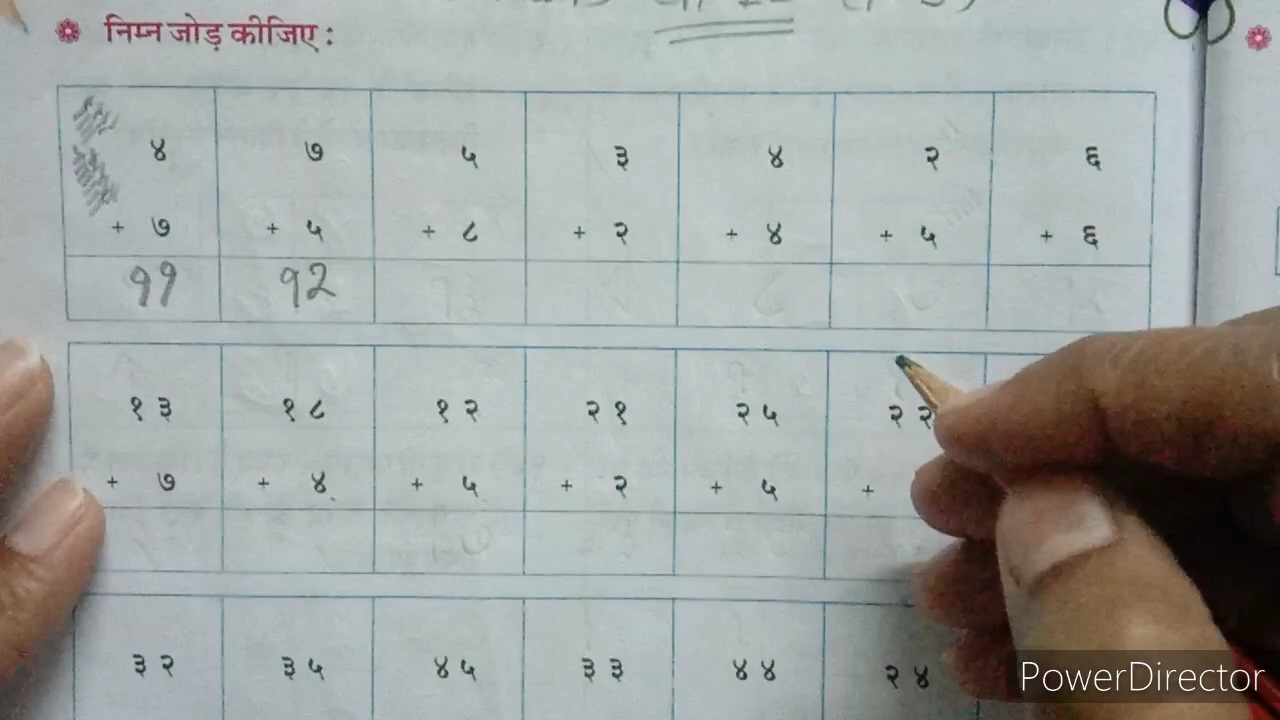 निम्न जोड़ कीजिए :
४ ७ ५ ३ ४ २ ६
+ ७ + ५ + ८ + २ + ४ + ५ + ६
११ १२
१३ १८ १२ २१ २५ २२
+ ७ + ४ + ५ + २ + ५ +
३२ ३५ ४५ ३३ ४४ २४
PowerDirector